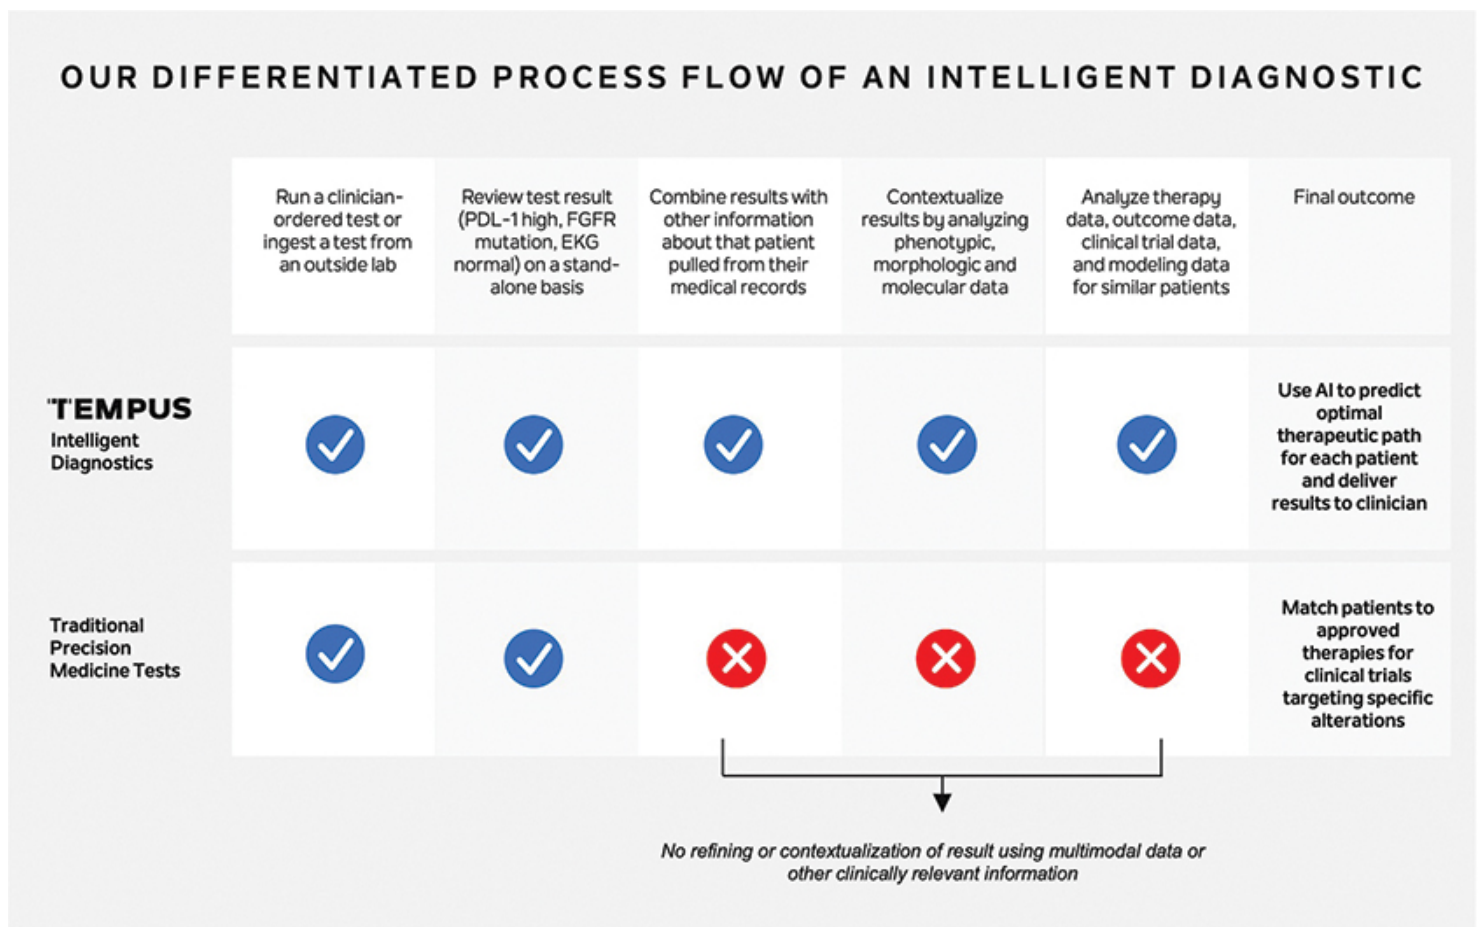 OUR DIFFERENTIATED PROCESS FLOW OF AN INTELLIGENT DIAGNOSTIC
Run a clinician-
ordered test or
ingest a test from
an outside lab
Review test result
(PDL-1 high, FGFR
mutation, EKG
normal) on a stand-
alone basis
Combine results with
other information
about that patient
pulled from their
medical records
Contextualize
results by analyzing
phenotypic,
morphologic and
molecular data
Analyze therapy
data, outcome data,
clinical trial data,
and modeling data
for similar patients
Final outcome
TEMPUS
Intelligent
Diagnostics
Use AI to predict
optimal
therapeutic path
for each patient
and deliver
results to clinician
Traditional
Precision
Medicine Tests
Match patients to
approved
therapies for
clinical trials
targeting specific
alterations
No refining or contextualization of result using multimodal data or
other clinically relevant information